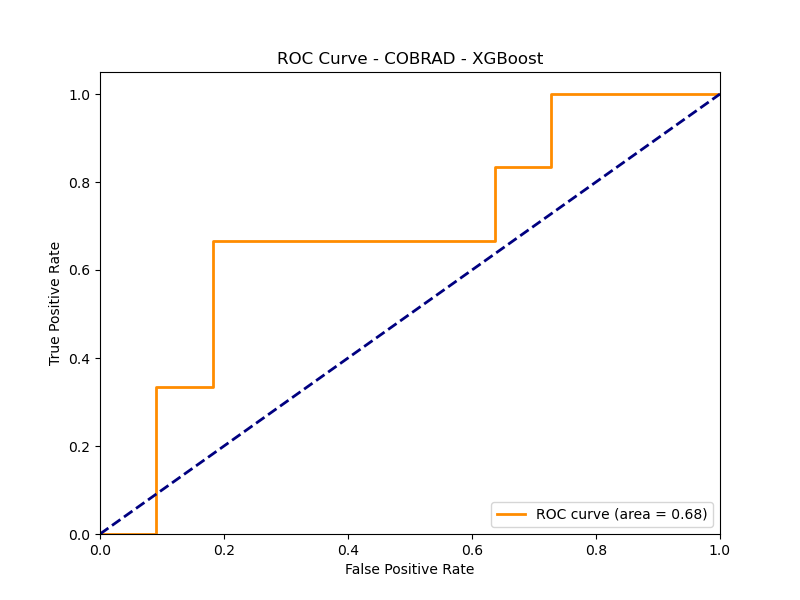 ROC Curve - COBRAD - XGBoost
True Positive Rate
1.0
0.8
0.6
0.4
0.2
0.0
ROC curve (area = 0.68)
0.0 0.2 0.4 0.6 0.8 1.0
False Positive Rate